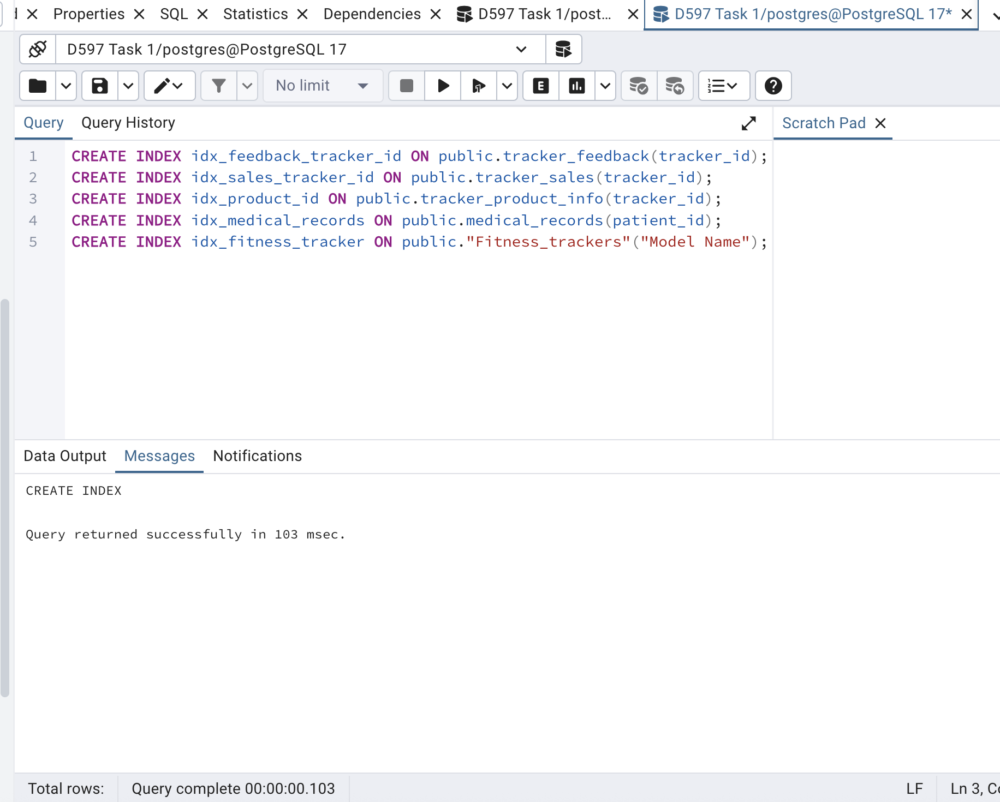 Properties SQL Statistics Dependencies D597 Task 1/post... D597 Task 1/postgres@PostgreSQL 17*
D597 Task 1/postgres@PostgreSQL 17
No limit
Query Query History Scratch Pad
1 CREATE INDEX idx_feedback_tracker_id ON public.tracker_feedback(tracker_id);
2 CREATE INDEX idx_sales_tracker_id ON public.tracker_sales(tracker_id);
3 CREATE INDEX idx_product_id ON public.tracker_product_info(tracker_id);
4 CREATE INDEX idx_medical_records ON public.medical_records(patient_id);
5 CREATE INDEX idx_fitness_tracker ON public."Fitness_trackers"("Model Name");
Data Output Messages Notifications
CREATE INDEX
Query returned successfully in 103 msec.
Total rows: Query complete 00:00:00.103 LF Ln 3,